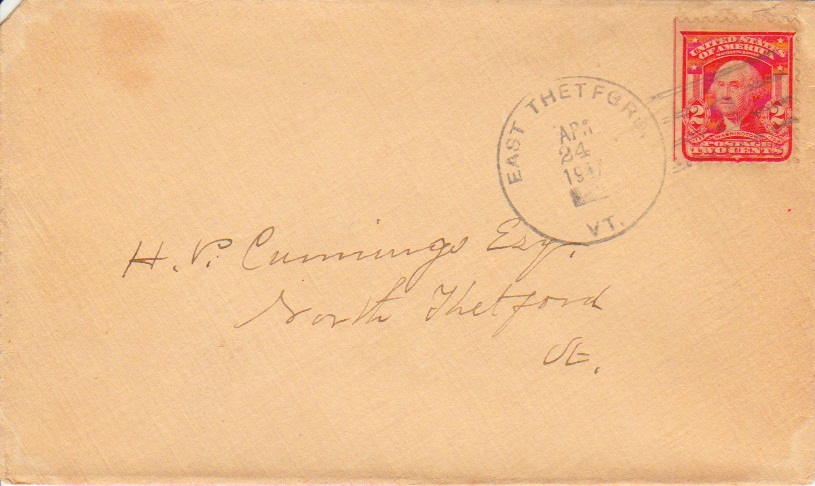 UNITED STATES
OF AMERICA
2 2
POSTAGE
TWO CENTS
EAST THETFORD,
APR
24
VT.
H. P. Cummings Esq.
North Thetford
Vt.